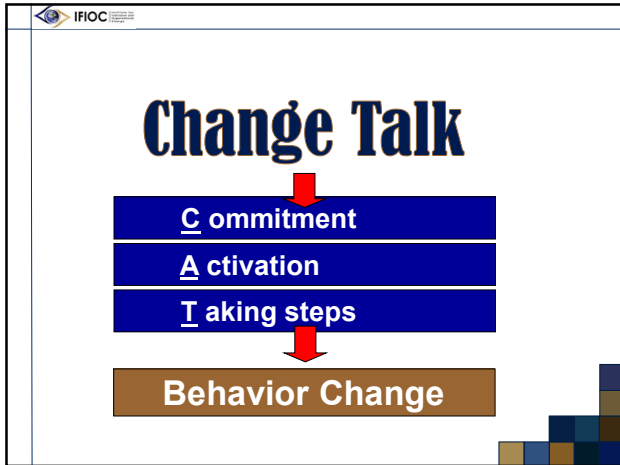 IFIOC
Change Talk
C ommitment
A ctivation
T aking steps
Behavior Change